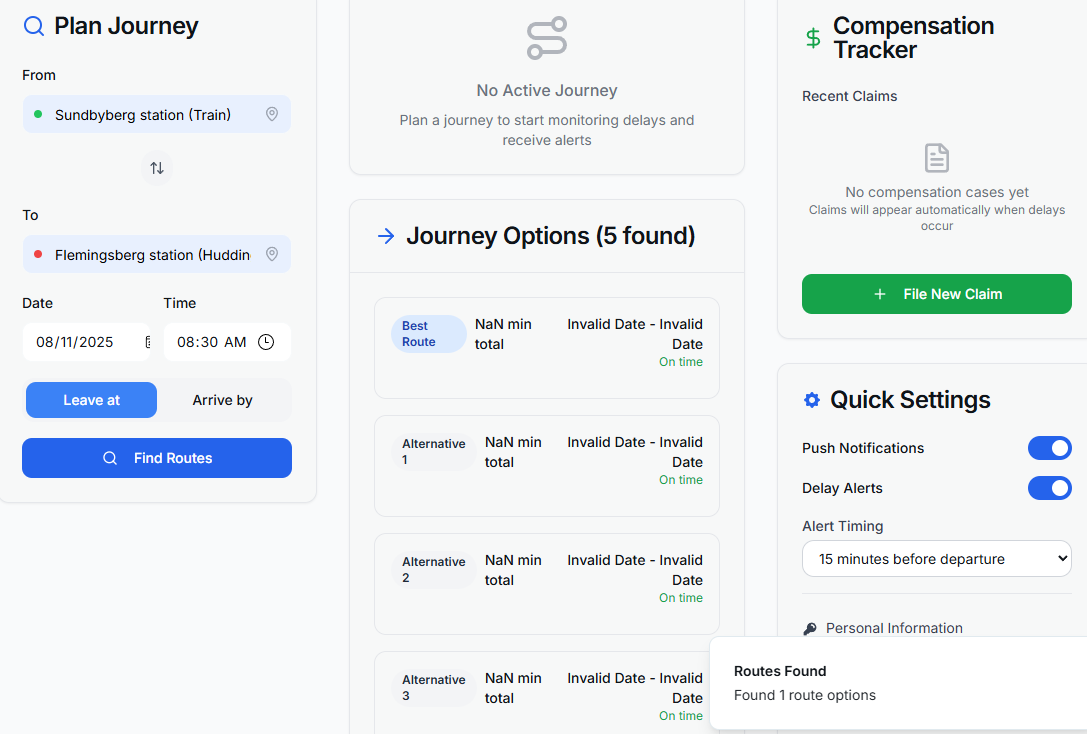 Plan Journey
From
Sundbyberg station (Train)
To
Flemingsberg station (Huddin
Date
Time
08/11/2025
08:30 AM
Leave at
Arrive by
Find Routes
No Active Journey
Plan a journey to start monitoring delays and
receive alerts
Journey Options (5 found)
Best
Route
NaN min
total
Invalid Date - Invalid
Date
On time
Alternative
1
NaN min
total
Invalid Date - Invalid
Date
On time
Alternative
2
NaN min
total
Invalid Date - Invalid
Date
On time
Alternative
3
NaN min
total
Invalid Date - Invalid
Date
On time
Compensation
Tracker
Recent Claims
No compensation cases yet
Claims will appear automatically when delays
occur
File New Claim
Quick Settings
Push Notifications
Delay Alerts
Alert Timing
15 minutes before departure
Personal Information
Routes Found
Found 1 route options